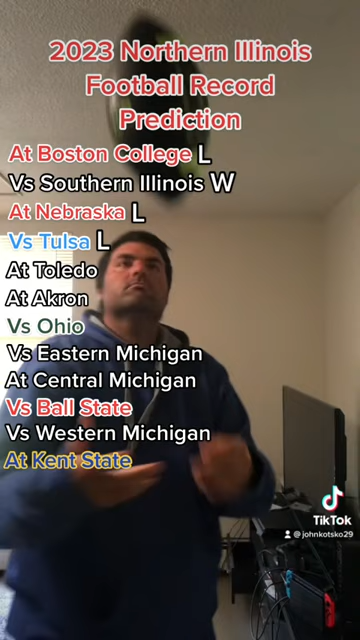 2023 Northern Illinois
Football Record
Prediction
At Boston College L
Vs Southern Illinois W
At Nebraska L
Vs Tulsa L
At Toledo
At Akron
Vs Ohio
Vs Eastern Michigan
At Central Michigan
Vs Ball State
Vs Western Michigan
At Kent State
TikTok
@johnkotsko29